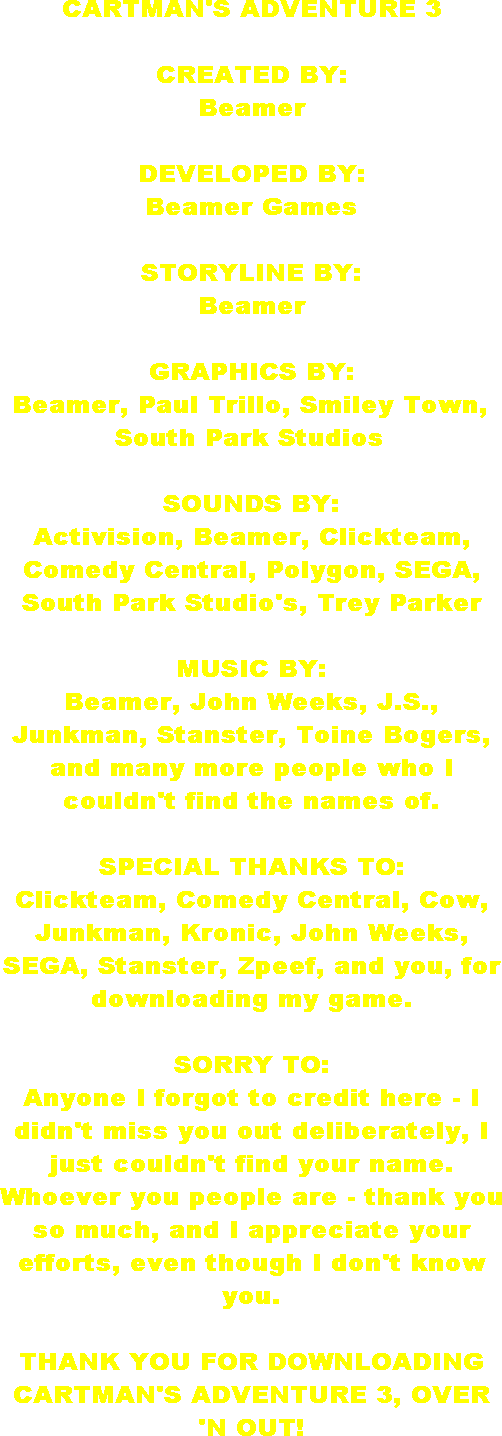 CARTMAN'S ADVENTURE 3
CREATED BY:
Beamer
DEVELOPED BY:
Beamer Games
STORYLINE BY:
Beamer
GRAPHICS BY:
Beamer, Paul Trillo, Smiley Town,
South Park Studios
SOUNDS BY:
Activision, Beamer, Clickteam,
Comedy Central, Polygon, SEGA,
South Park Studio's, Trey Parker
MUSIC BY:
Beamer, John Weeks, J.S.,
Junkman, Stanster, Toine Bogers,
and many more people who I
couldn't find the names of.
SPECIAL THANKS TO:
Clickteam, Comedy Central, Cow,
Junkman, Kronic, John Weeks,
SEGA, Stanster, Zpeef, and you, for
downloading my game.
SORRY TO:
Anyone I forgot to credit here - I
didn't miss you out deliberately, I
just couldn't find your name.
Whoever you people are - thank you
so much, and I appreciate your
efforts, even though I don't know
you.
THANK YOU FOR DOWNLOADING
CARTMAN'S ADVENTURE 3, OVER
'N OUT!